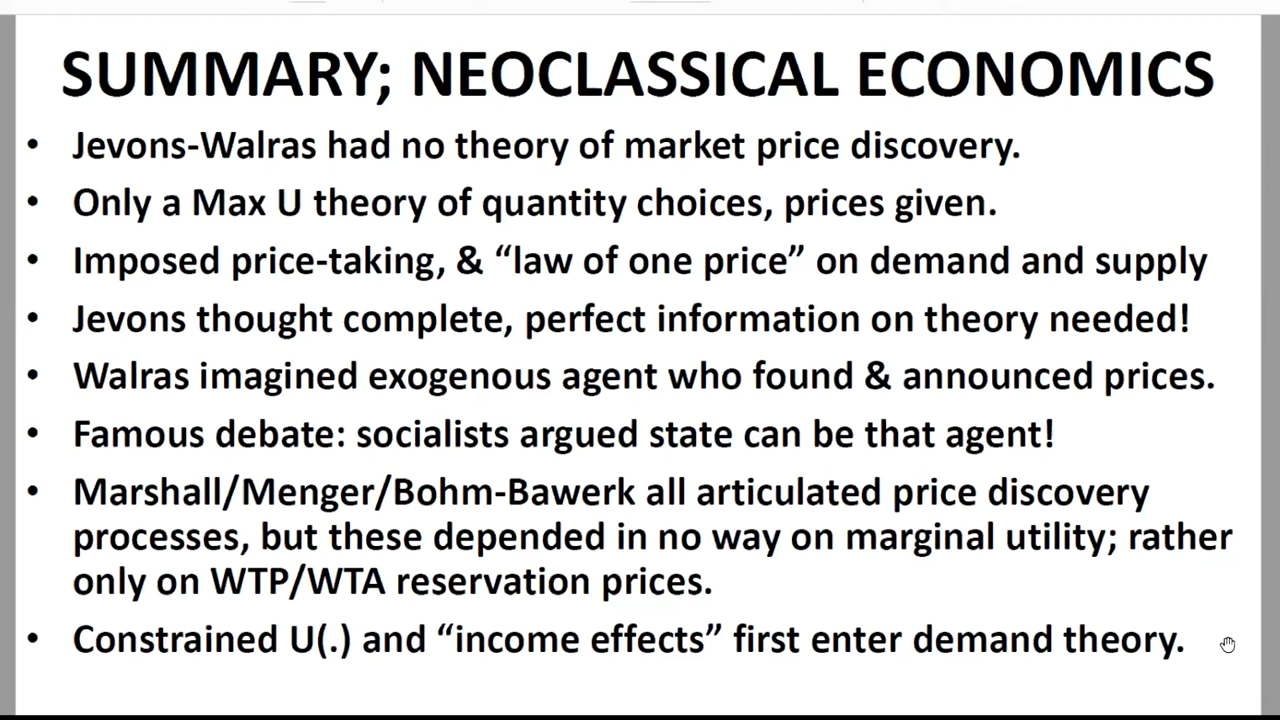 SUMMARY; NEOCLASSICAL ECONOMICS
• Jevons-Walras had no theory of market price discovery.
• Only a Max U theory of quantity choices, prices given.
• Imposed price-taking, & “law of one price” on demand and supply
• Jevons thought complete, perfect information on theory needed!
• Walras imagined exogenous agent who found & announced prices.
• Famous debate: socialists argued state can be that agent!
• Marshall/Menger/Bohm-Bawerk all articulated price discovery
processes, but these depended in no way on marginal utility; rather
only on WTP/WTA reservation prices.
• Constrained U(.) and “income effects” first enter demand theory.